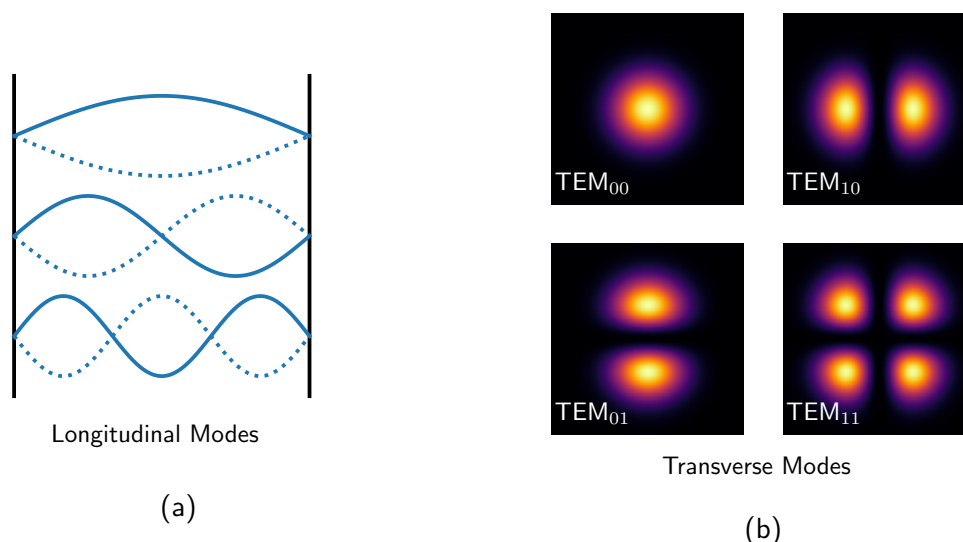 TEM₀₀
TEM₁₀
TEM₀₁
TEM₁₁
Longitudinal Modes
Transverse Modes
(a)
(b)